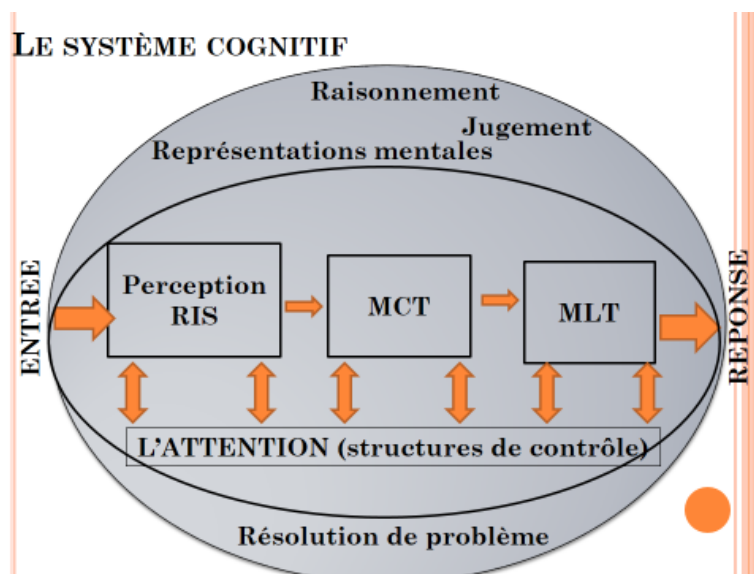 LE SYSTÈME COGNITIF
Raisonnement
Jugement
Représentations mentales
ENTREE
Perception
RIS
MCT
MLT
REPONSE
L'ATTENTION (structures de contrôle)
Résolution de problème